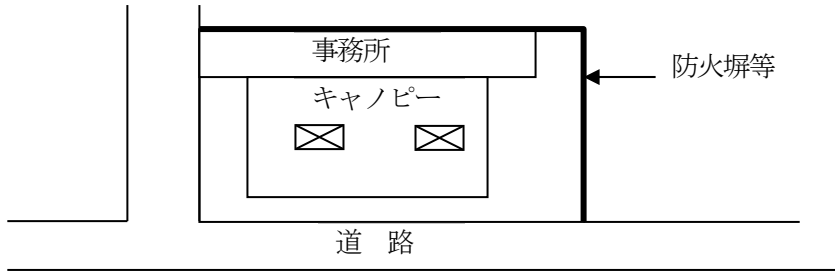 事務所
防火塀等
キャノピー
道　路